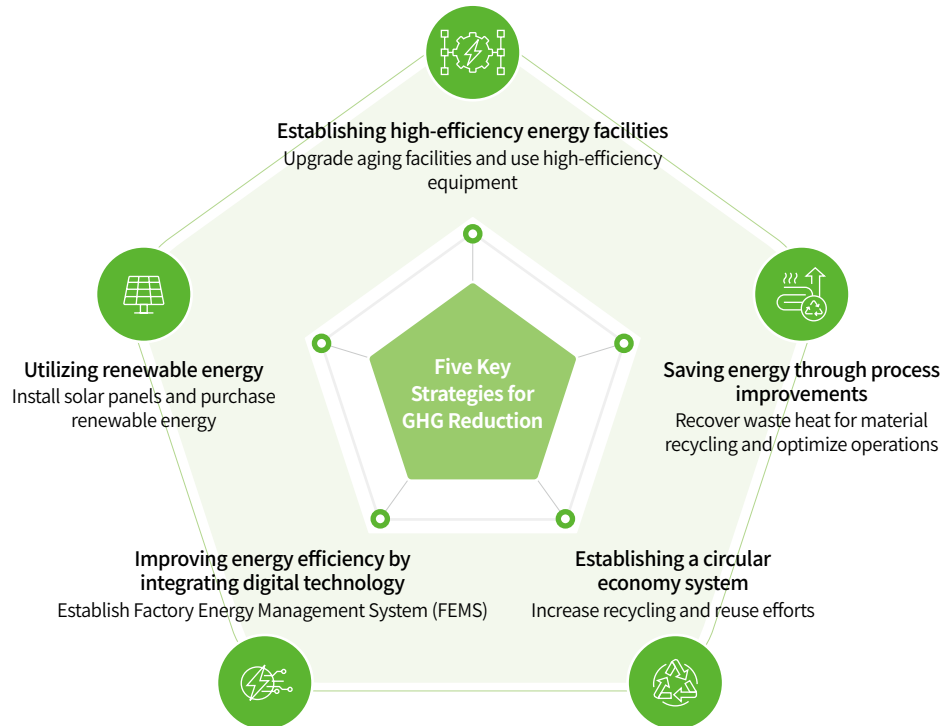 Establishing high-efficiency energy facilities
Upgrade aging facilities and use high-efficiency
equipment
Utilizing renewable energy
Install solar panels and purchase
renewable energy
Five Key
Strategies for
GHG Reduction
Saving energy through process
improvements
Recover waste heat for material
recycling and optimize operations
Improving energy efficiency by
integrating digital technology
Establish Factory Energy Management System (FEMS)
Establishing a circular
economy system
Increase recycling and reuse efforts